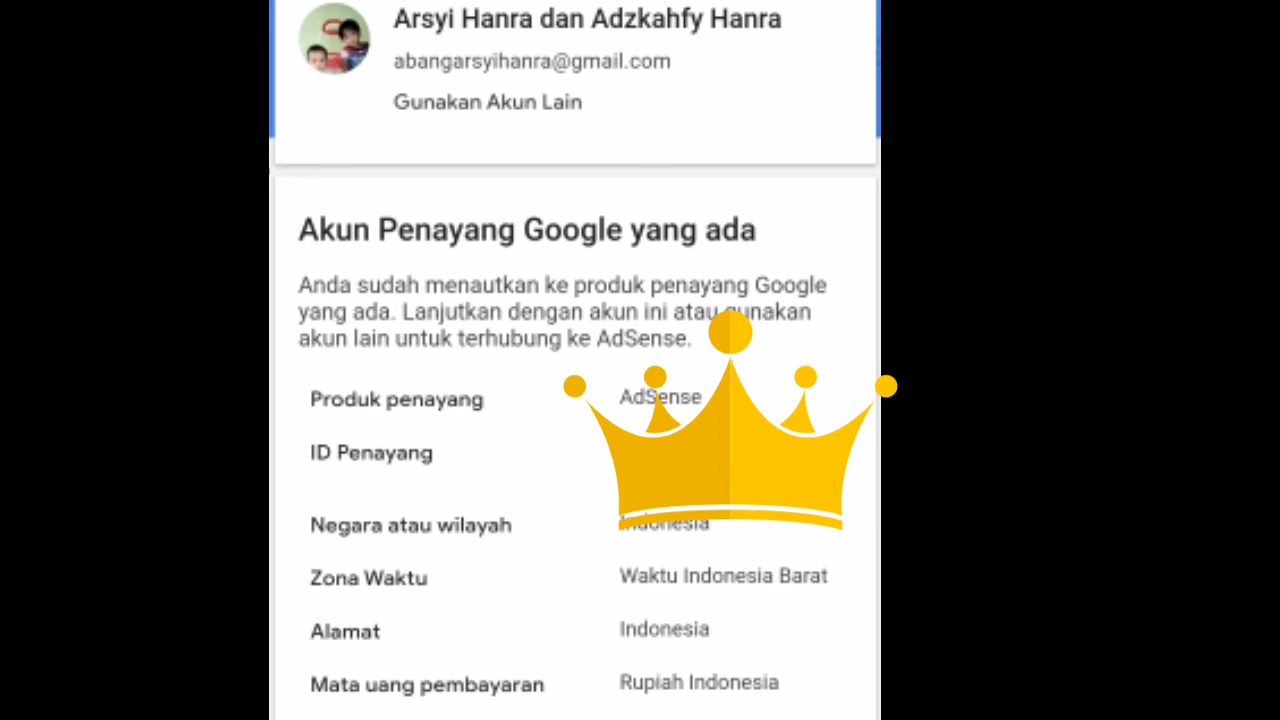 Arsyi Hanra dan Adzkahfy Hanra
abangarsyihanra@gmail.com
Gunakan Akun Lain
Akun Penayang Google yang ada
Anda sudah menautkan ke produk penayang Google
yang ada. Lanjutkan dengan akun ini atau gunakan
akun lain untuk terhubung ke AdSense.
Produk penayang AdSense
ID Penayang
Negara atau wilayah Indonesia
Zona Waktu Waktu Indonesia Barat
Alamat Indonesia
Mata uang pembayaran Rupiah Indonesia